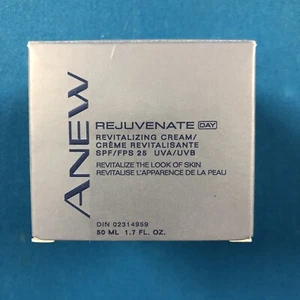 ANEW
REJUVENATE DAY
REVITALIZING CREAM/
CRÈME REVITALISANTE
SPF/FPS 25 UVA/UVB
REVITALIZE THE LOOK OF SKIN
REVITALISE L'APPARENCE DE LA PEAU
DIN 02314959
50 ML 1.7 FL. OZ.